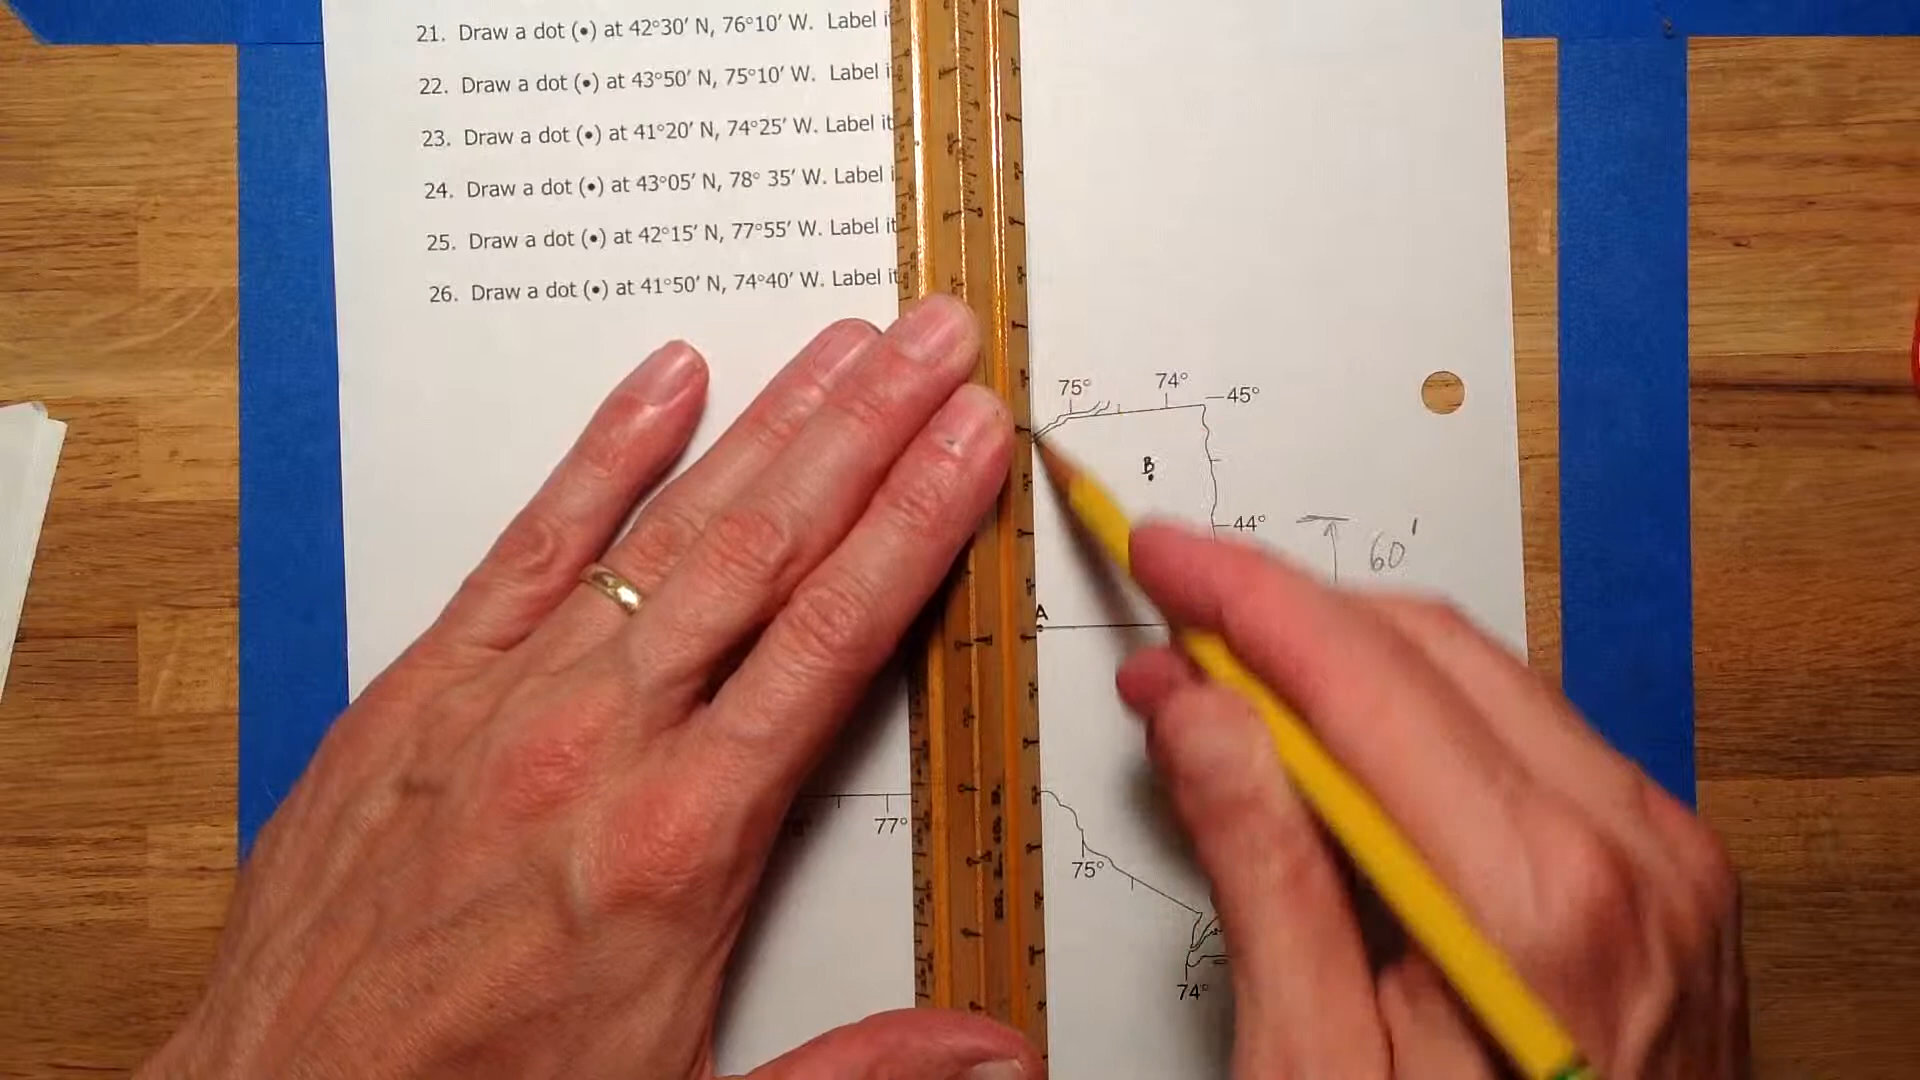 21. Draw a dot (•) at 42°30′ N, 76°10′ W. Label
22. Draw a dot (•) at 43°50′ N, 75°10′ W. Label
23. Draw a dot (•) at 41°20′ N, 74°25′ W. Label it
24. Draw a dot (•) at 43°05′ N, 78° 35′ W. Label
25. Draw a dot (•) at 42°15′ N, 77°55′ W. Label it
26. Draw a dot (•) at 41°50′ N, 74°40′ W. Label it
75° 74° 45°
B
44° 60'
A
77°
75°
74°